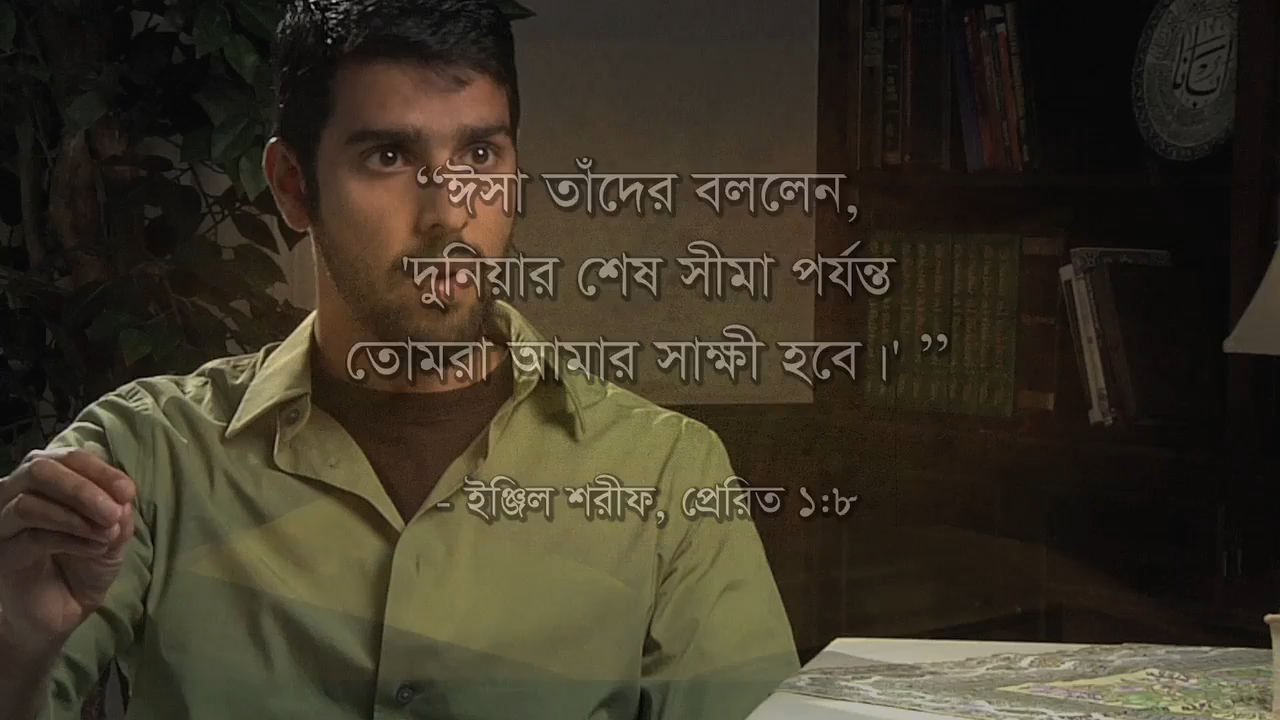 “ঈসা তাঁদের বললেন,
'দুনিয়ার শেষ সীমা পর্যন্ত
তোমরা আমার সাক্ষী হবে।' ”
- ইঞ্জিল শরীফ, প্রেরিত ১:৮